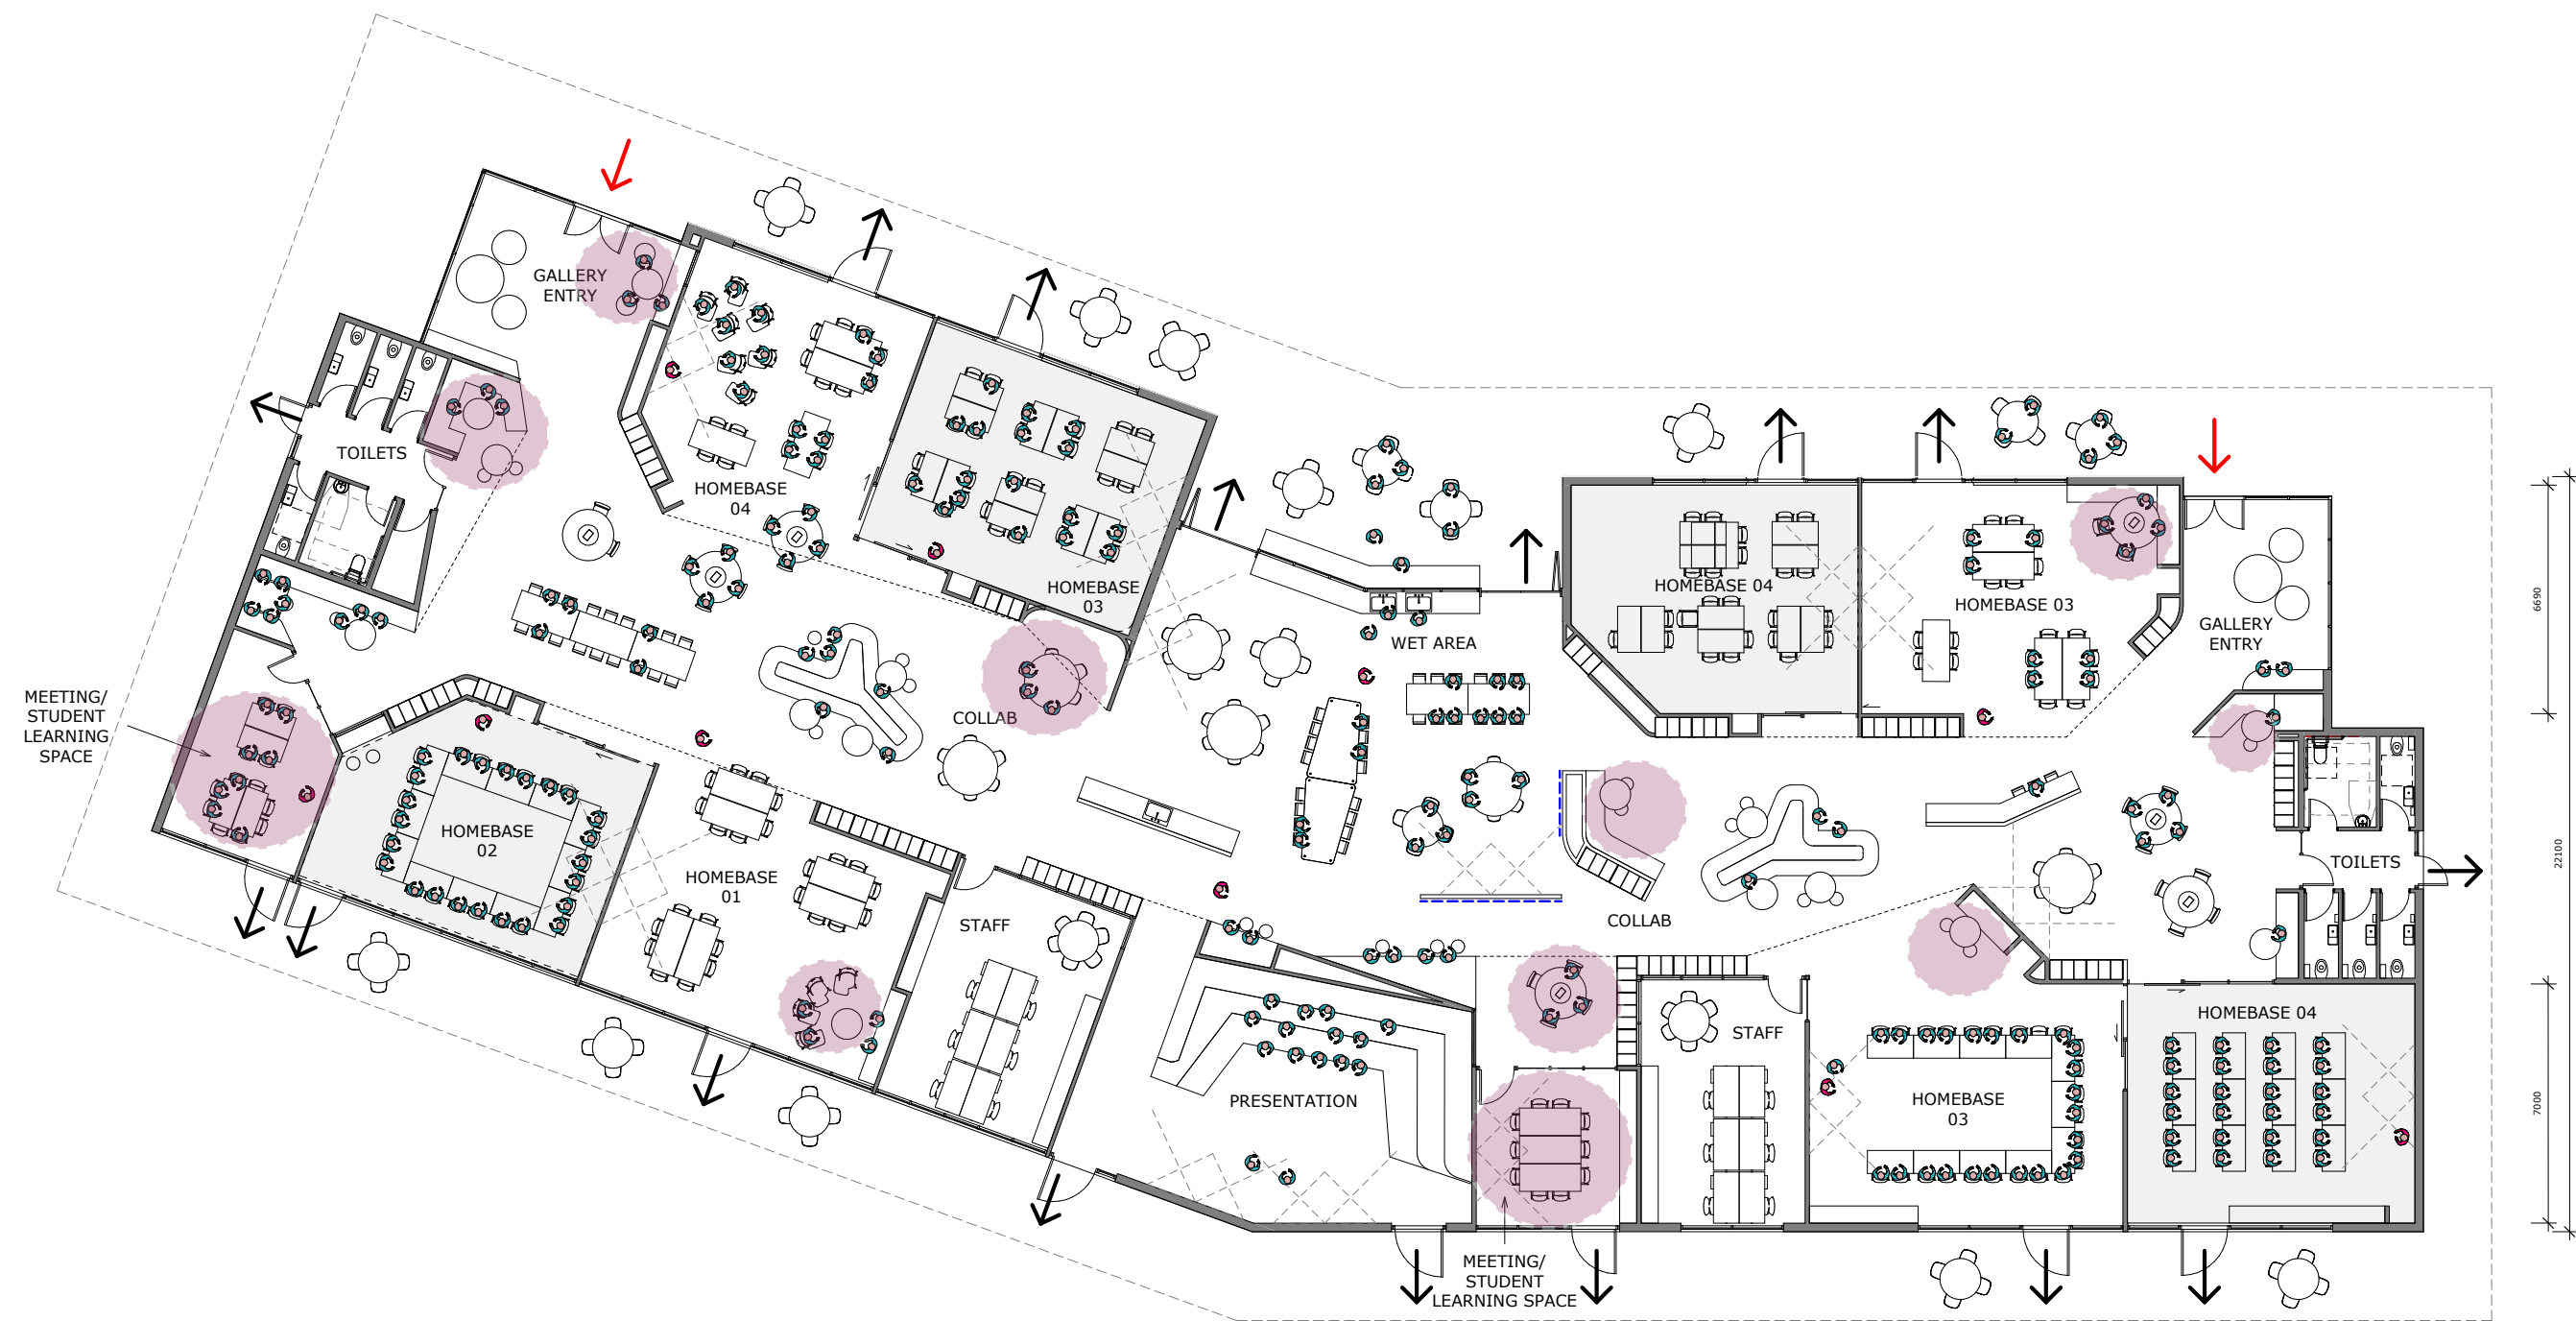 GALLERY
ENTRY
TOILETS
HOMEBASE
04
HOMEBASE
03
MEETING/
STUDENT
LEARNING
SPACE
HOMEBASE
02
HOMEBASE
01
COLLAB
STAFF
WET AREA
HOMEBASE 04
HOMEBASE 03
GALLERY
ENTRY
6690
22100
TOILETS
COLLAB
PRESENTATION
STAFF
HOMEBASE
03
HOMEBASE 04
7000
MEETING/
STUDENT
LEARNING SPACE